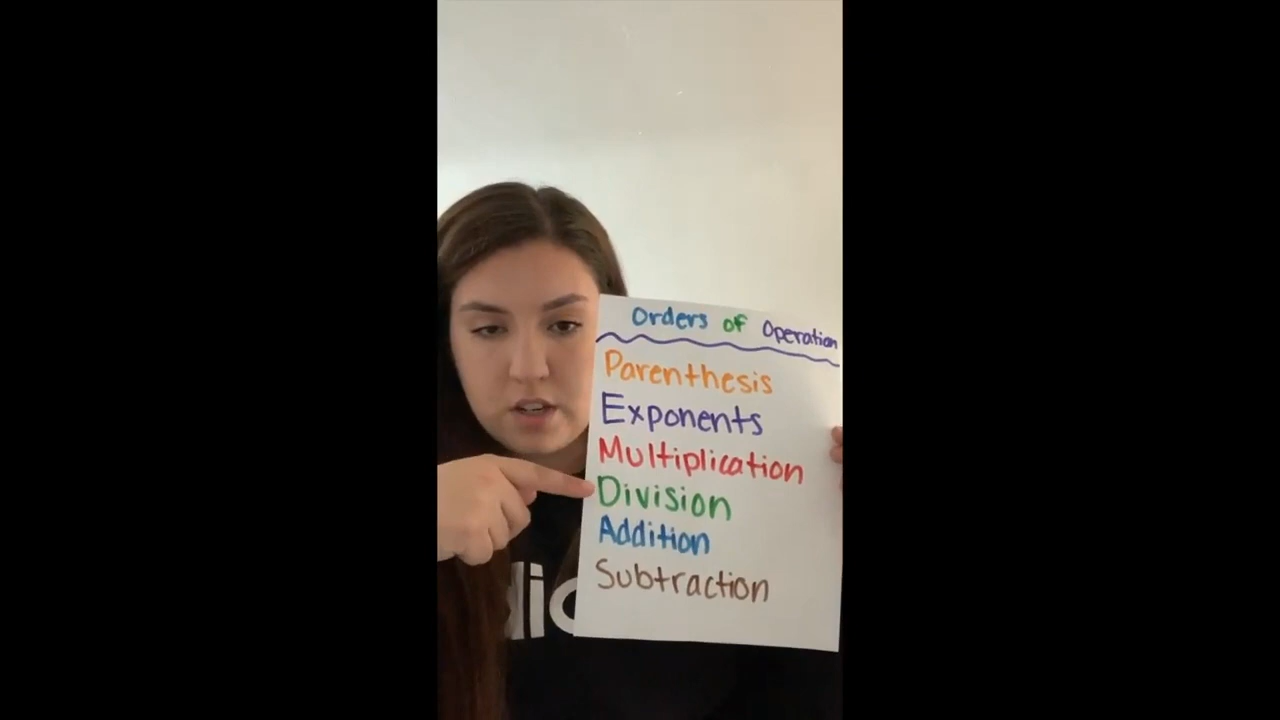 Orders of Operation
Parenthesis
Exponents
Multiplication
Division
Addition
Subtraction